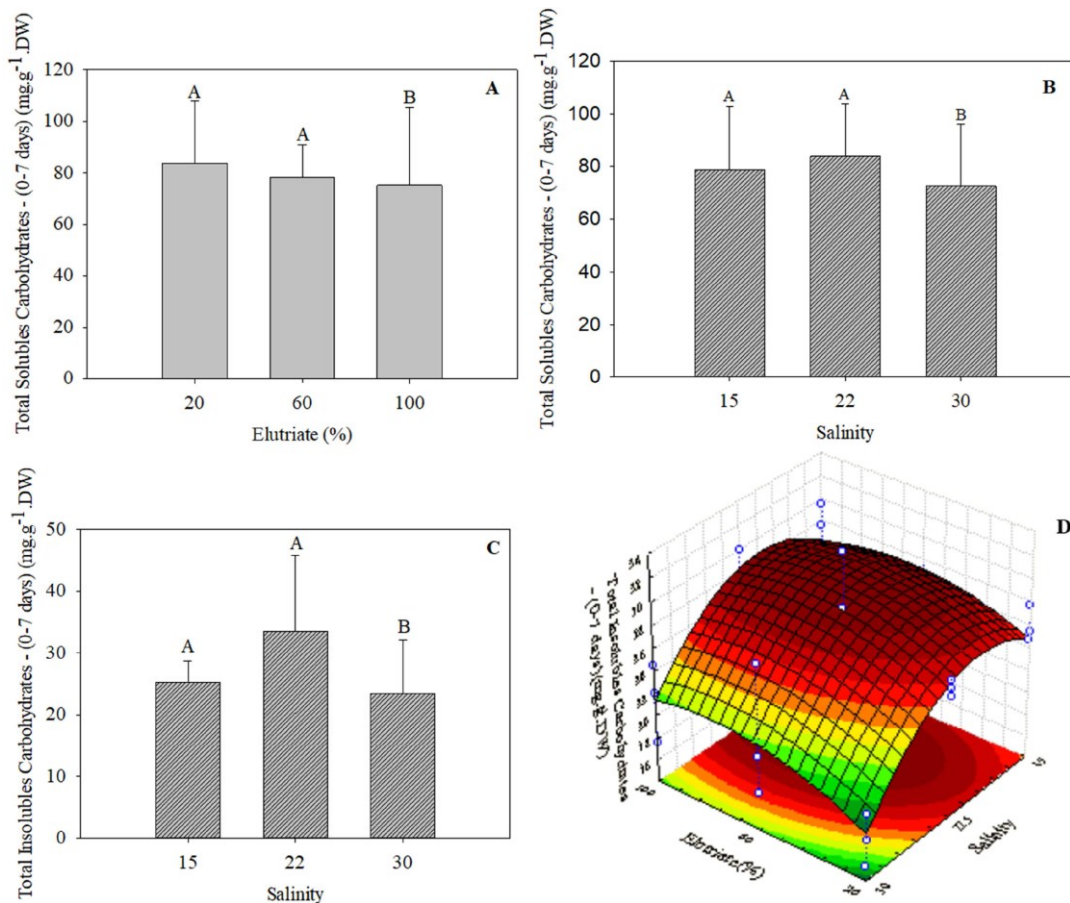 Total Solubles Carbohydrates - (0-7 days) (mg.g-1.DW)
120
100
80
60
40
20
0
A
A
A
B
20
60
100
Elutriate (%)
Total Solubles Carbohydrates - (0-7 days) (mg.g-1.DW)
120
100
80
60
40
20
0
B
A
A
B
15
22
30
Salinity
Total Insolubles Carbohydrates - (0-7 days) (mg.g-1.DW)
50
40
30
20
10
0
C
A
A
B
15
22
30
Salinity
D
Carbohydrates
Elutriate(%)
60
Salinity
30